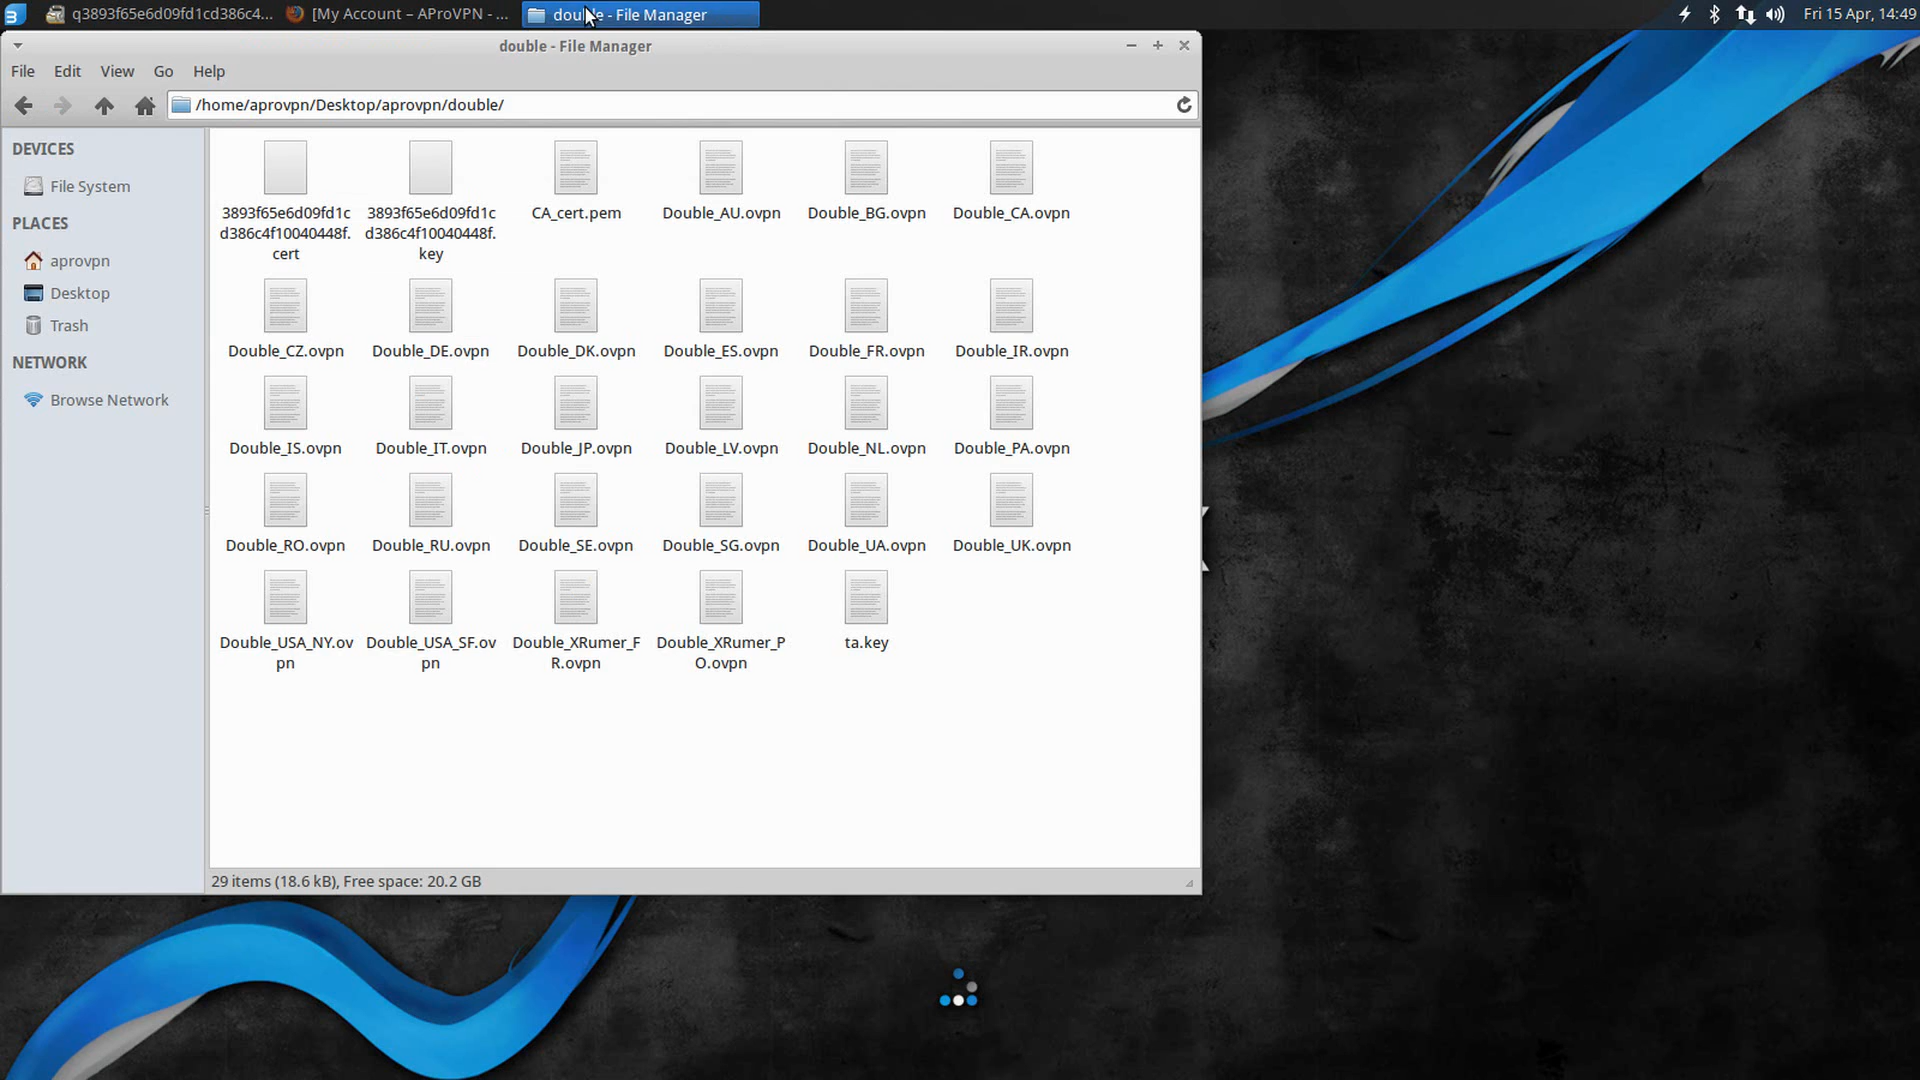 q3893f65e6d09fd1cd386c4...
[My Account – AProVPN - ...
double - File Manager
Fri 15 Apr, 14:49
double - File Manager
File
Edit
View
Go
Help
/home/aprovpn/Desktop/aprovpn/double/
DEVICES
File System
PLACES
aprovpn
Desktop
Trash
NETWORK
Browse Network
3893f65e6d09fd1c
d386c4f10040448f.
cert
3893f65e6d09fd1c
d386c4f10040448f.
key
CA_cert.pem
Double_AU.ovpn
Double_BG.ovpn
Double_CA.ovpn
Double_CZ.ovpn
Double_DE.ovpn
Double_DK.ovpn
Double_ES.ovpn
Double_FR.ovpn
Double_IR.ovpn
Double_IS.ovpn
Double_IT.ovpn
Double_JP.ovpn
Double_LV.ovpn
Double_NL.ovpn
Double_PA.ovpn
Double_RO.ovpn
Double_RU.ovpn
Double_SE.ovpn
Double_SG.ovpn
Double_UA.ovpn
Double_UK.ovpn
Double_USA_NY.ov
pn
Double_USA_SF.ov
pn
Double_XRumer_F
R.ovpn
Double_XRumer_P
O.ovpn
ta.key
29 items (18.6 kB), Free space: 20.2 GB